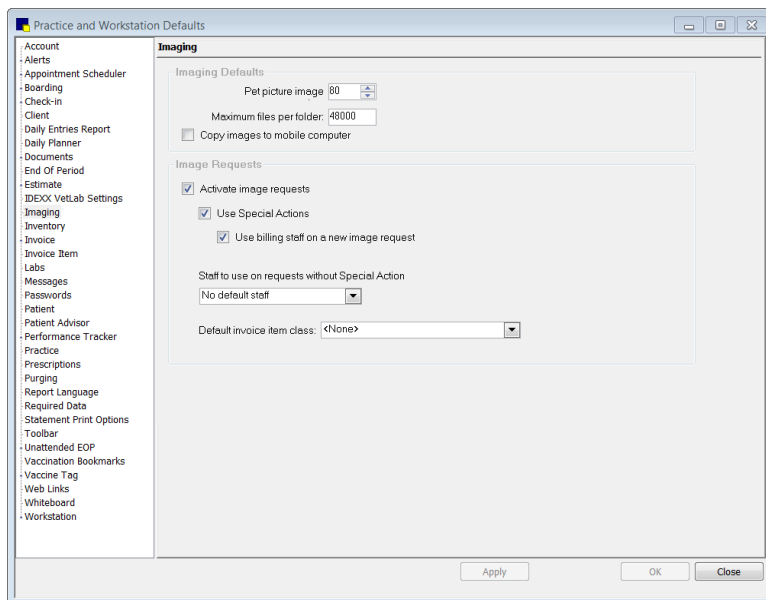 Practice and Workstation Defaults
Account
Alerts
Appointment Scheduler
Boarding
Check-in
Client
Daily Entries Report
Daily Planner
Documents
End Of Period
Estimate
IDEXX VetLab Settings
Imaging
Inventory
Invoice
Invoice Item
Labs
Messages
Passwords
Patient
Patient Advisor
Performance Tracker
Practice
Prescriptions
Purging
Report Language
Required Data
Statement Print Options
Toolbar
Unattended EOP
Vaccination Bookmarks
Vaccine Tag
Web Links
Whiteboard
Workstation
Imaging
Imaging Defaults
Pet picture image 80
Maximum files per folder: 48000
Copy images to mobile computer
Image Requests
Activate image requests
Use Special Actions
Use billing staff on a new image request
Staff to use on requests without Special Action
No default staff
Default invoice item class: <None>
Apply OK Close